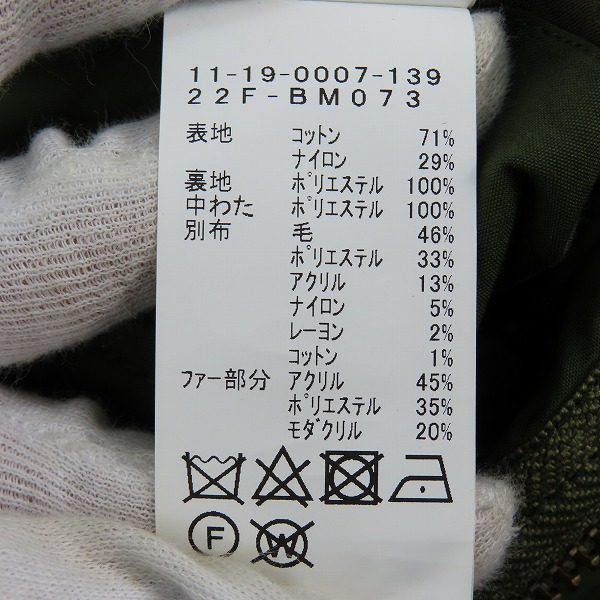 11-19-0007-139
22F-BM073
表地 コットン 71%
ナイロン 29%
裏地 ポリエステル 100%
中わた ポリエステル 100%
別布 毛 46%
ポリエステル 33%
アクリル 13%
ナイロン 5%
レーヨン 2%
コットン 1%
ファー部分 アクリル 45%
ポリエステル 35%
モダクリル 20%
F W